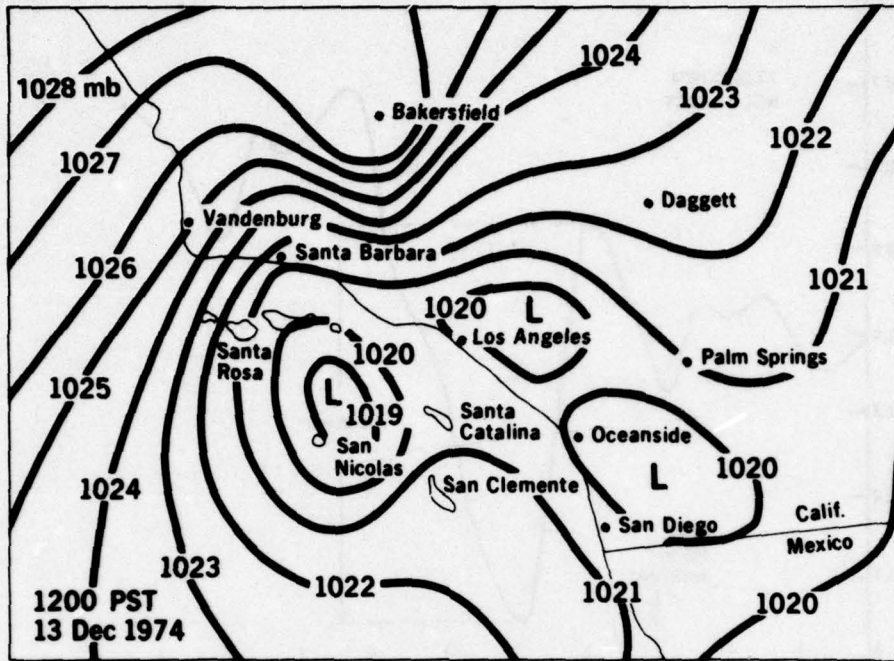 1024
1028 mb
1023
Bakersfield
1022
1027
Daggett
Vandenburg
Santa Barbara
1026
1021
1020
L
Los Angeles
Santa
Rosa
1020
Palm Springs
1025
L
1019
Santa
Catalina
Oceanside
San
Nicolas
L
1020
1024
San Clemente
San Diego
Calif.
Mexico
1023
1022
1021
1020
1200 PST
13 Dec 1974